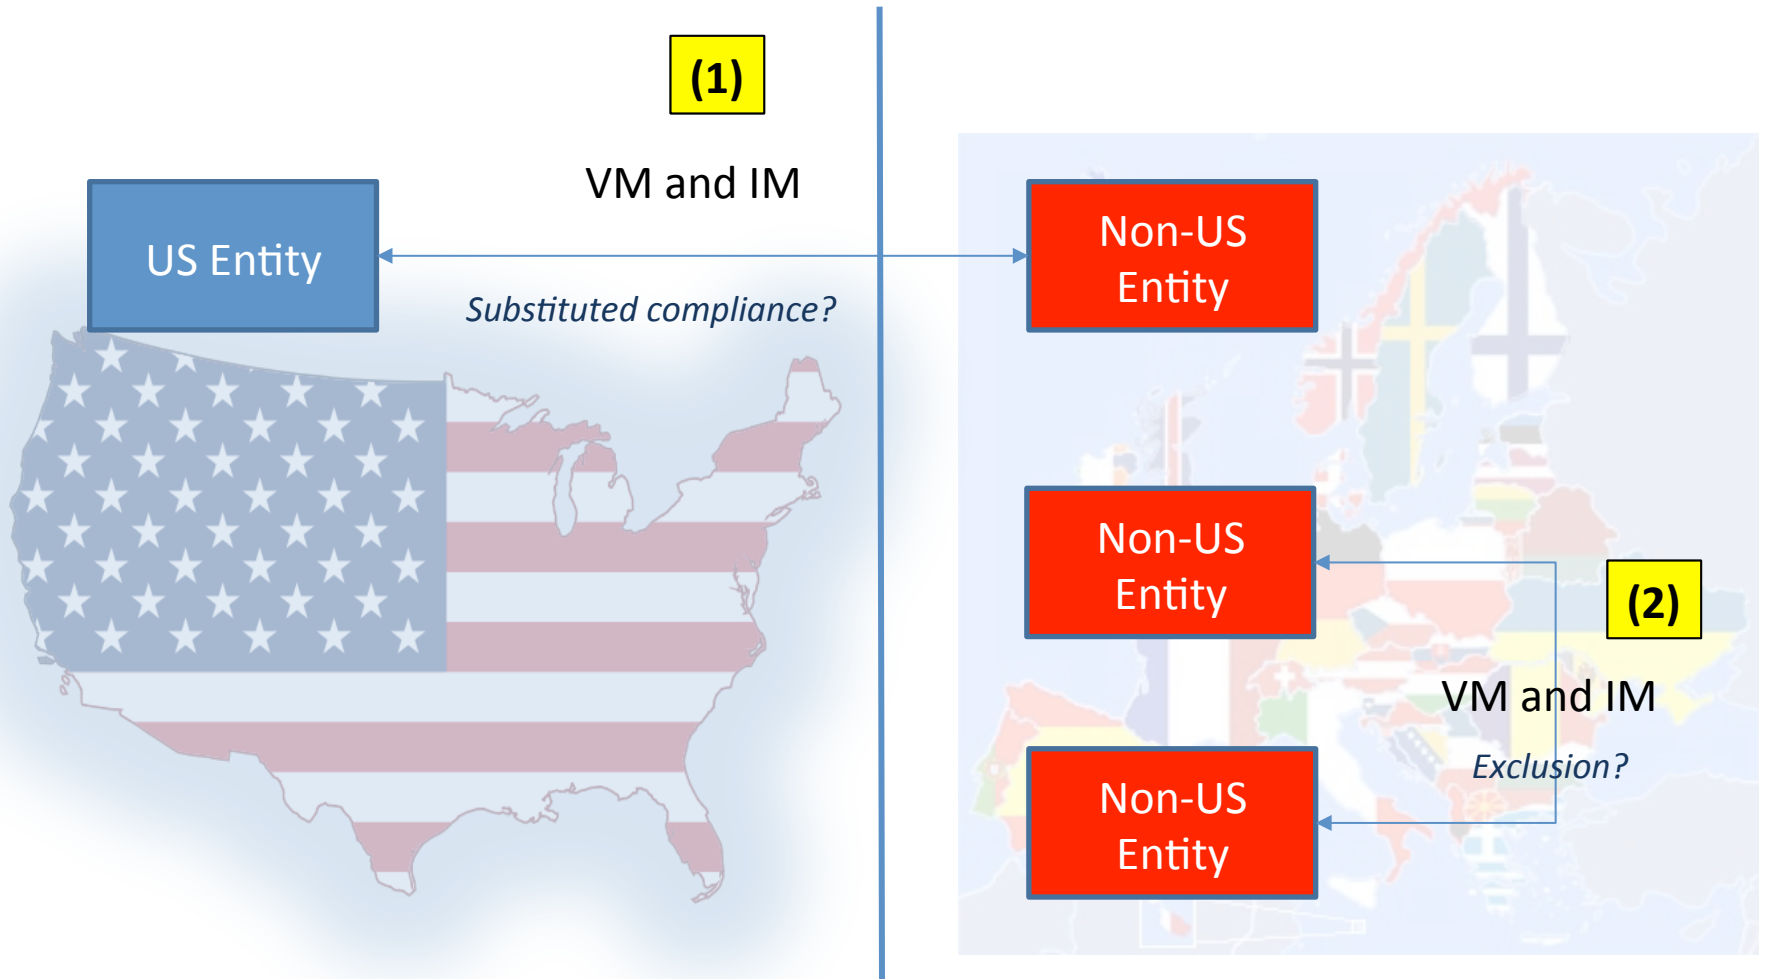 (1)
VM and IM
US Entity
Substituted compliance?
Non-US
Entity
Non-US
Entity
(2)
VM and IM
Exclusion?
Non-US
Entity